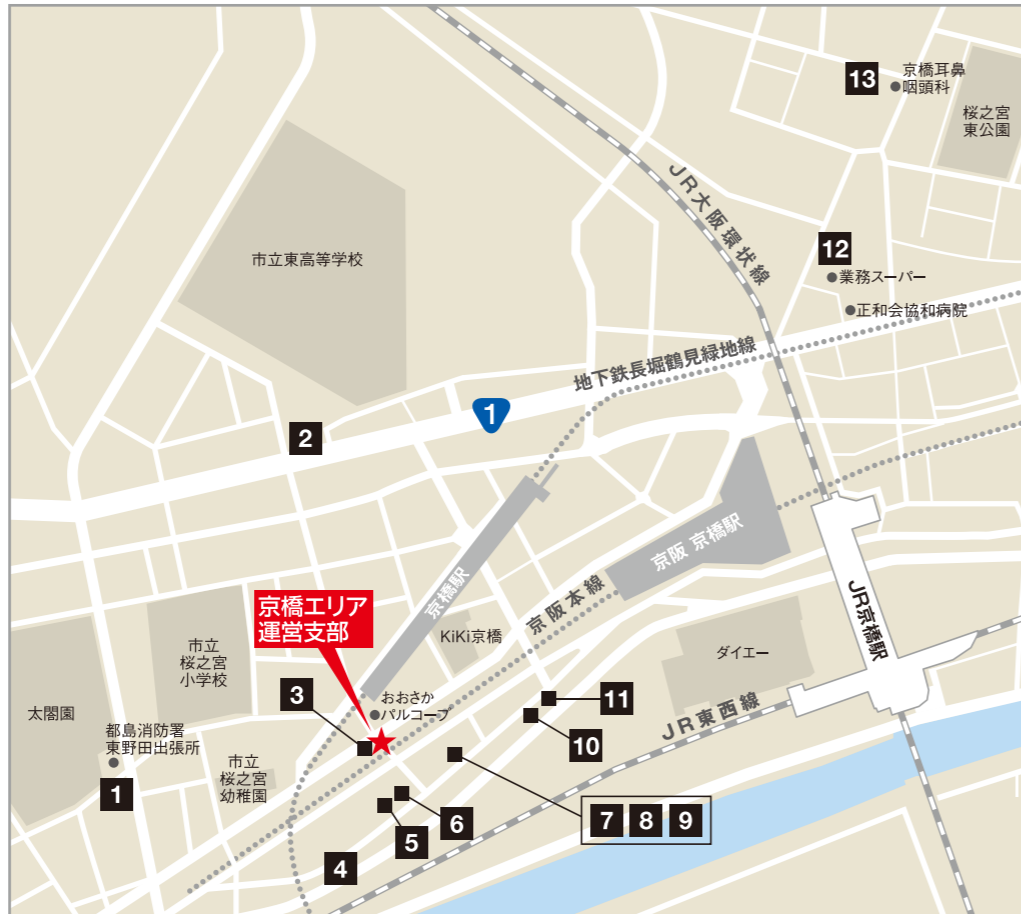 13
京橋耳鼻
咽頭科
桜之宮
東公園
JR大阪環状線
市立東高等学校
12
業務スーパー
正和会協和病院
地下鉄長堀鶴見緑地線
1
2
京橋駅
京阪 京橋駅
京阪本線
JR京橋駅
京橋エリア
運営支部
KiKi京橋
ダイエー
市立
桜之宮
小学校
太閤園
3
おおさか
パルコープ
11
10
JR東西線
都島消防署
東野田出張所
市立
桜之宮
幼稚園
1
4
5
6
7 8 9